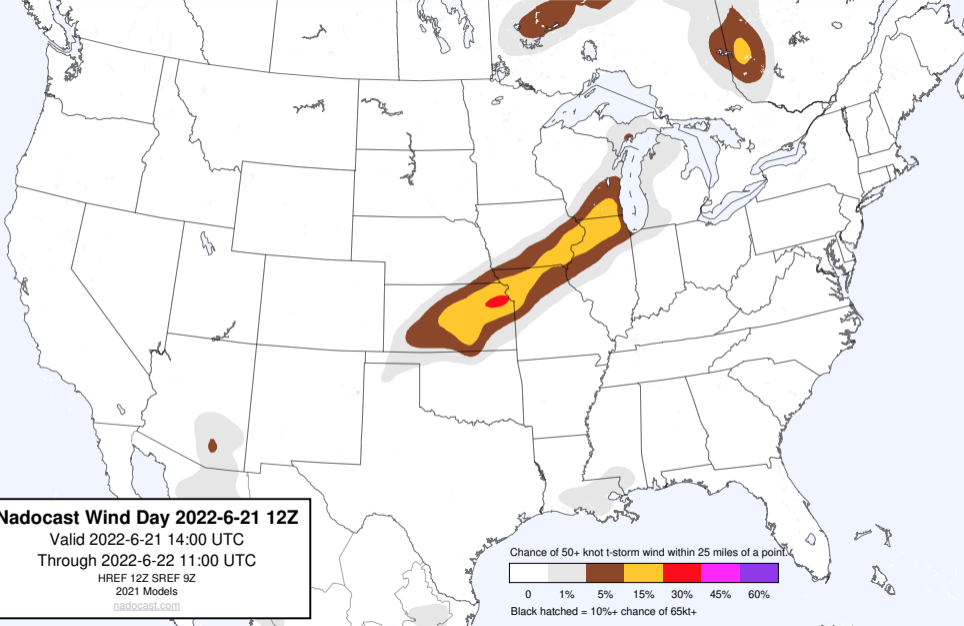 Nadocast Wind Day 2022-6-21 12Z
Valid 2022-6-21 14:00 UTC
Through 2022-6-22 11:00 UTC
HREF 12Z SREF 9Z
2021 Models
nadocast.com
Chance of 50+ knot t-storm wind within 25 miles of a point.
0 1% 5% 15% 30% 45% 60%
Black hatched = 10%+ chance of 65kt+